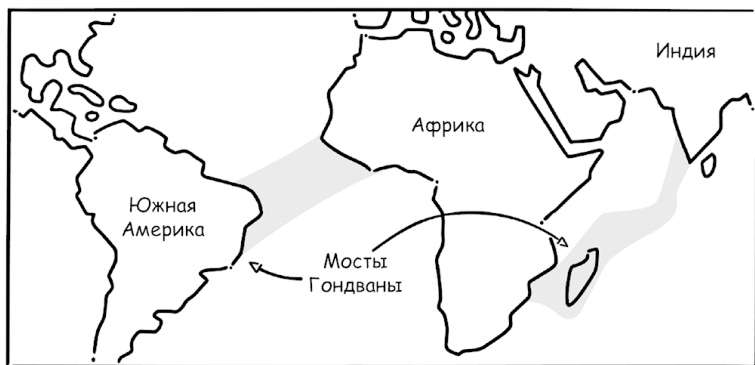 Индия
Африка
Южная
Америка
Мосты
Гондваны